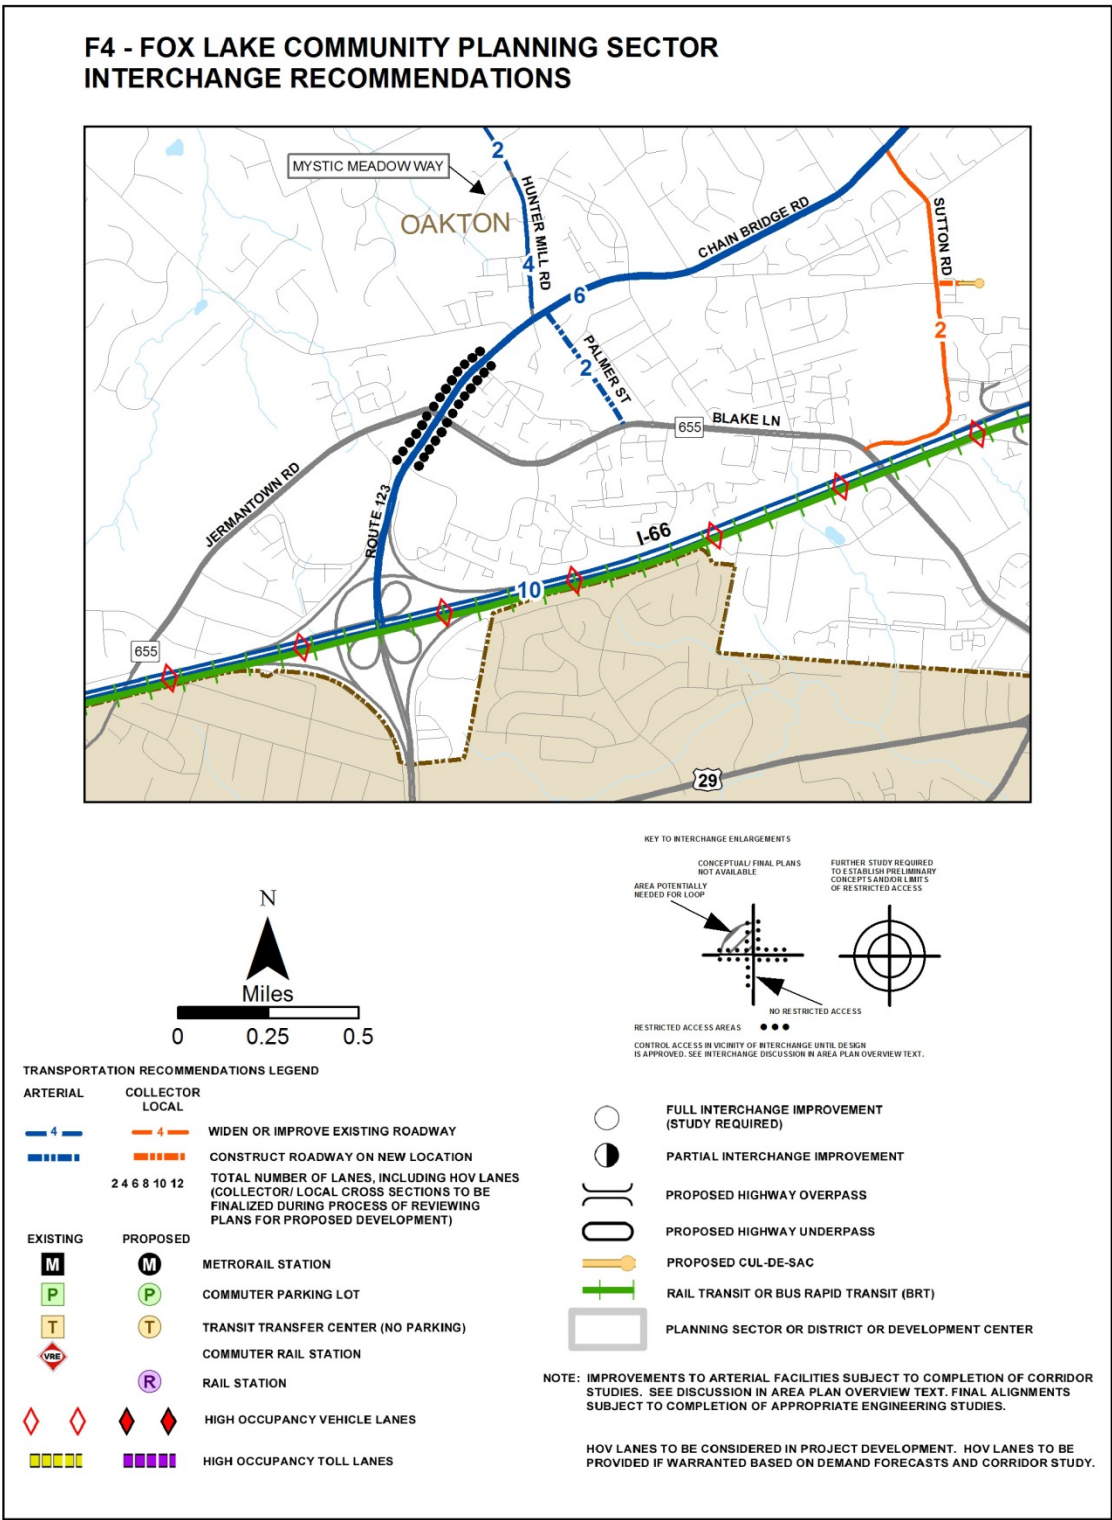 F4 - FOX LAKE COMMUNITY PLANNING SECTOR
INTERCHANGE RECOMMENDATIONS
MYSTIC MEADOW WAY
2
HUNTER MILL RD
OAKTON
4
CHAIN BRIDGE RD
6
SUTTON RD
2
PALMER ST
2
BLAKE LN
655
JERMANTOWN RD
ROUTE 123
I-66
10
655
29
KEY TO INTERCHANGE ENLARGEMENTS
CONCEPTUAL/ FINAL PLANS
NOT AVAILABLE
AREA POTENTIALLY
NEEDED FOR LOOP
FURTHER STUDY REQUIRED
TO ESTABLISH PRELIMINARY
CONCEPTS AND/OR LIMITS
OF RESTRICTED ACCESS
NO RESTRICTED ACCESS
RESTRICTED ACCESS AREAS
CONTROL ACCESS IN VICINITY OF INTERCHANGE UNTIL DESIGN
IS APPROVED. SEE INTERCHANGE DISCUSSION IN AREA PLAN OVERVIEW TEXT.
N
Miles
0 0.25 0.5
TRANSPORTATION RECOMMENDATIONS LEGEND
ARTERIAL
COLLECTOR
LOCAL
4 4 WIDEN OR IMPROVE EXISTING ROADWAY
CONSTRUCT ROADWAY ON NEW LOCATION
2 4 6 8 10 12 TOTAL NUMBER OF LANES, INCLUDING HOV LANES
(COLLECTOR/ LOCAL CROSS SECTIONS TO BE
FINALIZED DURING PROCESS OF REVIEWING
PLANS FOR PROPOSED DEVELOPMENT)
EXISTING PROPOSED
M M METRORAIL STATION
P P COMMUTER PARKING LOT
T T TRANSIT TRANSFER CENTER (NO PARKING)
VRE COMMUTER RAIL STATION
R RAIL STATION
HIGH OCCUPANCY VEHICLE LANES
HIGH OCCUPANCY TOLL LANES
FULL INTERCHANGE IMPROVEMENT
(STUDY REQUIRED)
PARTIAL INTERCHANGE IMPROVEMENT
PROPOSED HIGHWAY OVERPASS
PROPOSED HIGHWAY UNDERPASS
PROPOSED CUL-DE-SAC
RAIL TRANSIT OR BUS RAPID TRANSIT (BRT)
PLANNING SECTOR OR DISTRICT OR DEVELOPMENT CENTER
NOTE: IMPROVEMENTS TO ARTERIAL FACILITIES SUBJECT TO COMPLETION OF CORRIDOR
STUDIES. SEE DISCUSSION IN AREA PLAN OVERVIEW TEXT. FINAL ALIGNMENTS
SUBJECT TO COMPLETION OF APPROPRIATE ENGINEERING STUDIES.
HOV LANES TO BE CONSIDERED IN PROJECT DEVELOPMENT. HOV LANES TO BE
PROVIDED IF WARRANTED BASED ON DEMAND FORECASTS AND CORRIDOR STUDY.